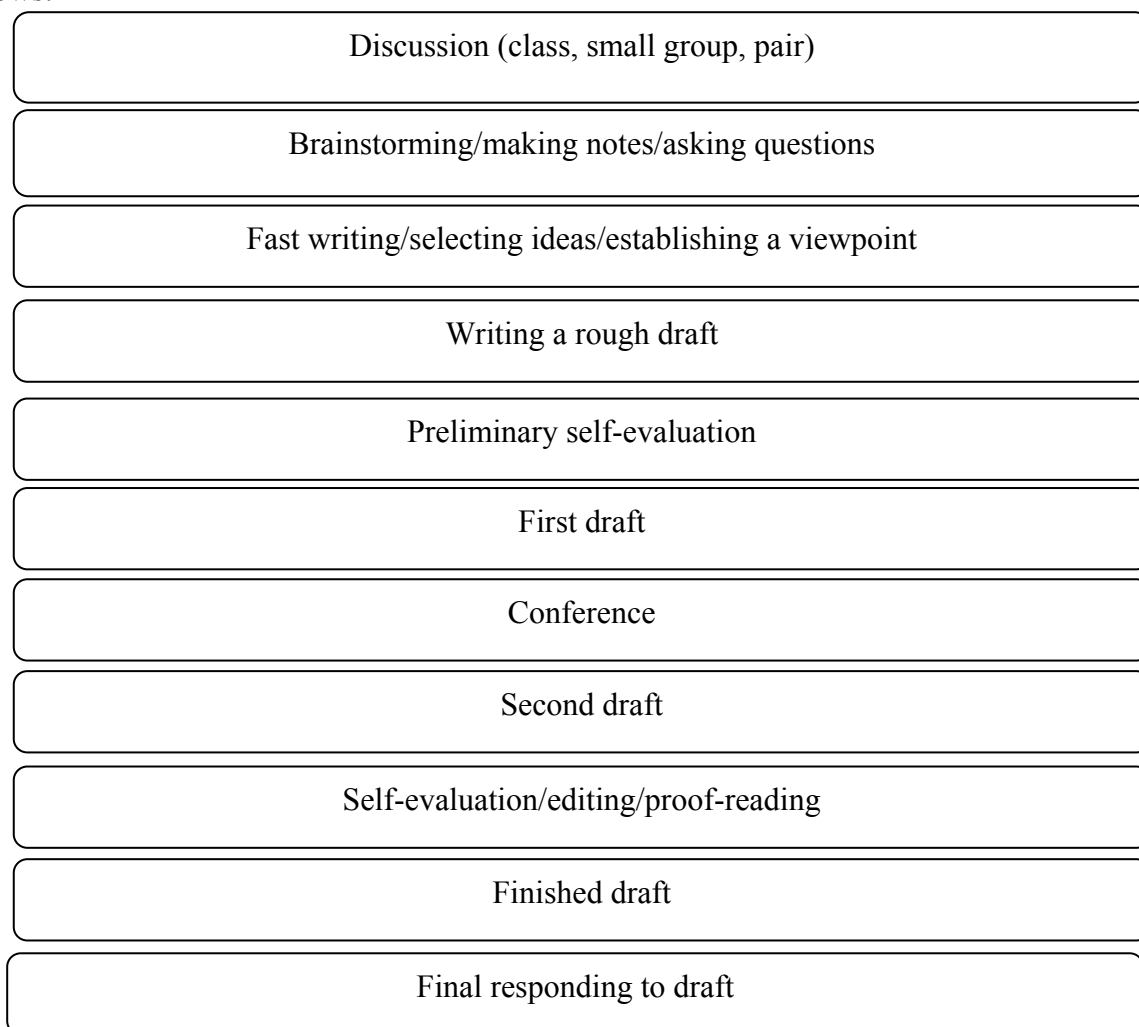 Discussion (class, small group, pair)
Brainstorming/making notes/asking questions
Fast writing/selecting ideas/establishing a viewpoint
Writing a rough draft
Preliminary self-evaluation
First draft
Conference
Second draft
Self-evaluation/editing/proof-reading
Finished draft
Final responding to draft